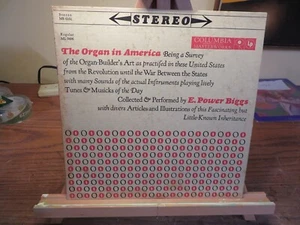 STEREO
COLUMBIA
The Organ in America Being a Survey
of the Organ-Builder's Art as practised in these United States
from the Revolution until the War Between the States
with many Sounds of the actual Instruments playing lively
Tunes & Musicks of the Day
Collected & Performed by E. Power Biggs
with divers Articles and Illustrations of this Fascinating but
Little-Known Inheritance